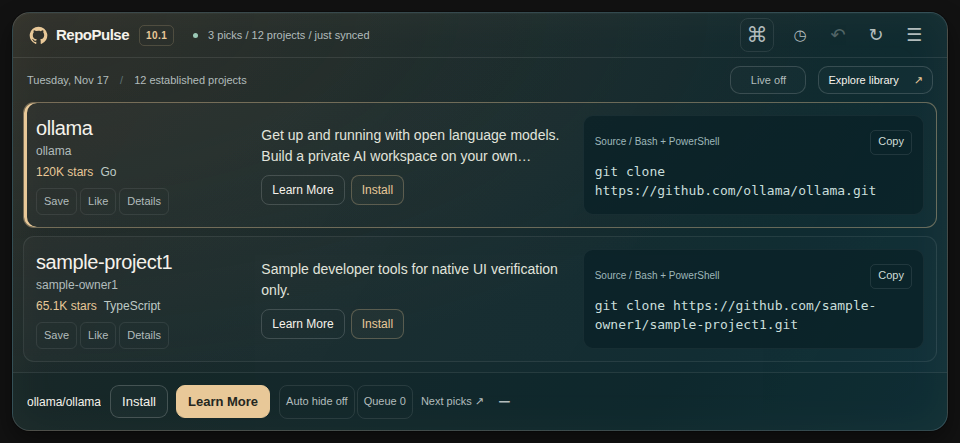 RepoPulse 10.1 3 picks / 12 projects / just synced
Tuesday, Nov 17 / 12 established projects Live off Explore library ↗
ollama
ollama
120K stars Go
Save Like Details
Get up and running with open language models.
Build a private AI workspace on your own…
Learn More Install
Source / Bash + PowerShell Copy
git clone
https://github.com/ollama/ollama.git
sample-project1
sample-owner1
65.1K stars TypeScript
Save Like Details
Sample developer tools for native UI verification
only.
Learn More Install
Source / Bash + PowerShell Copy
git clone https://github.com/sample-
owner1/sample-project1.git
ollama/ollama Install Learn More Auto hide off Queue 0 Next picks ↗